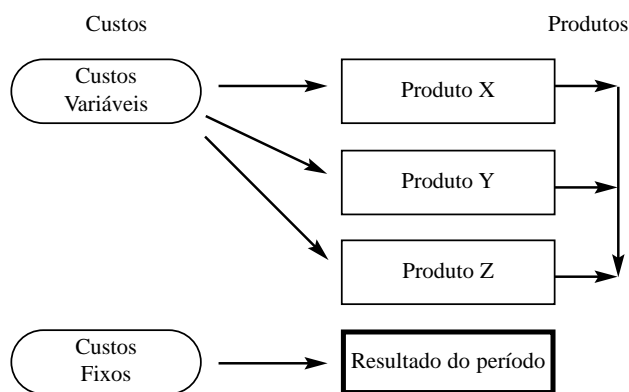 Custos
Produtos
Custos
Variáveis
Produto X
Produto Y
Produto Z
Custos
Fixos
Resultado do período